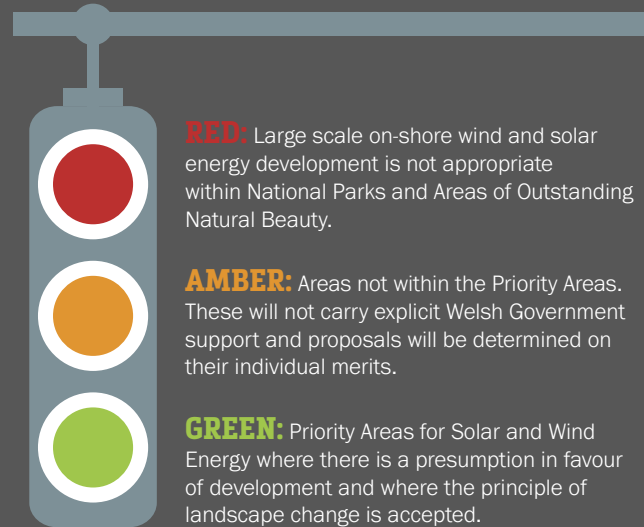 RED: Large scale on-shore wind and solar
energy development is not appropriate
within National Parks and Areas of Outstanding
Natural Beauty.
AMBER: Areas not within the Priority Areas.
These will not carry explicit Welsh Government
support and proposals will be determined on
their individual merits.
GREEN: Priority Areas for Solar and Wind
Energy where there is a presumption in favour
of development and where the principle of
landscape change is accepted.